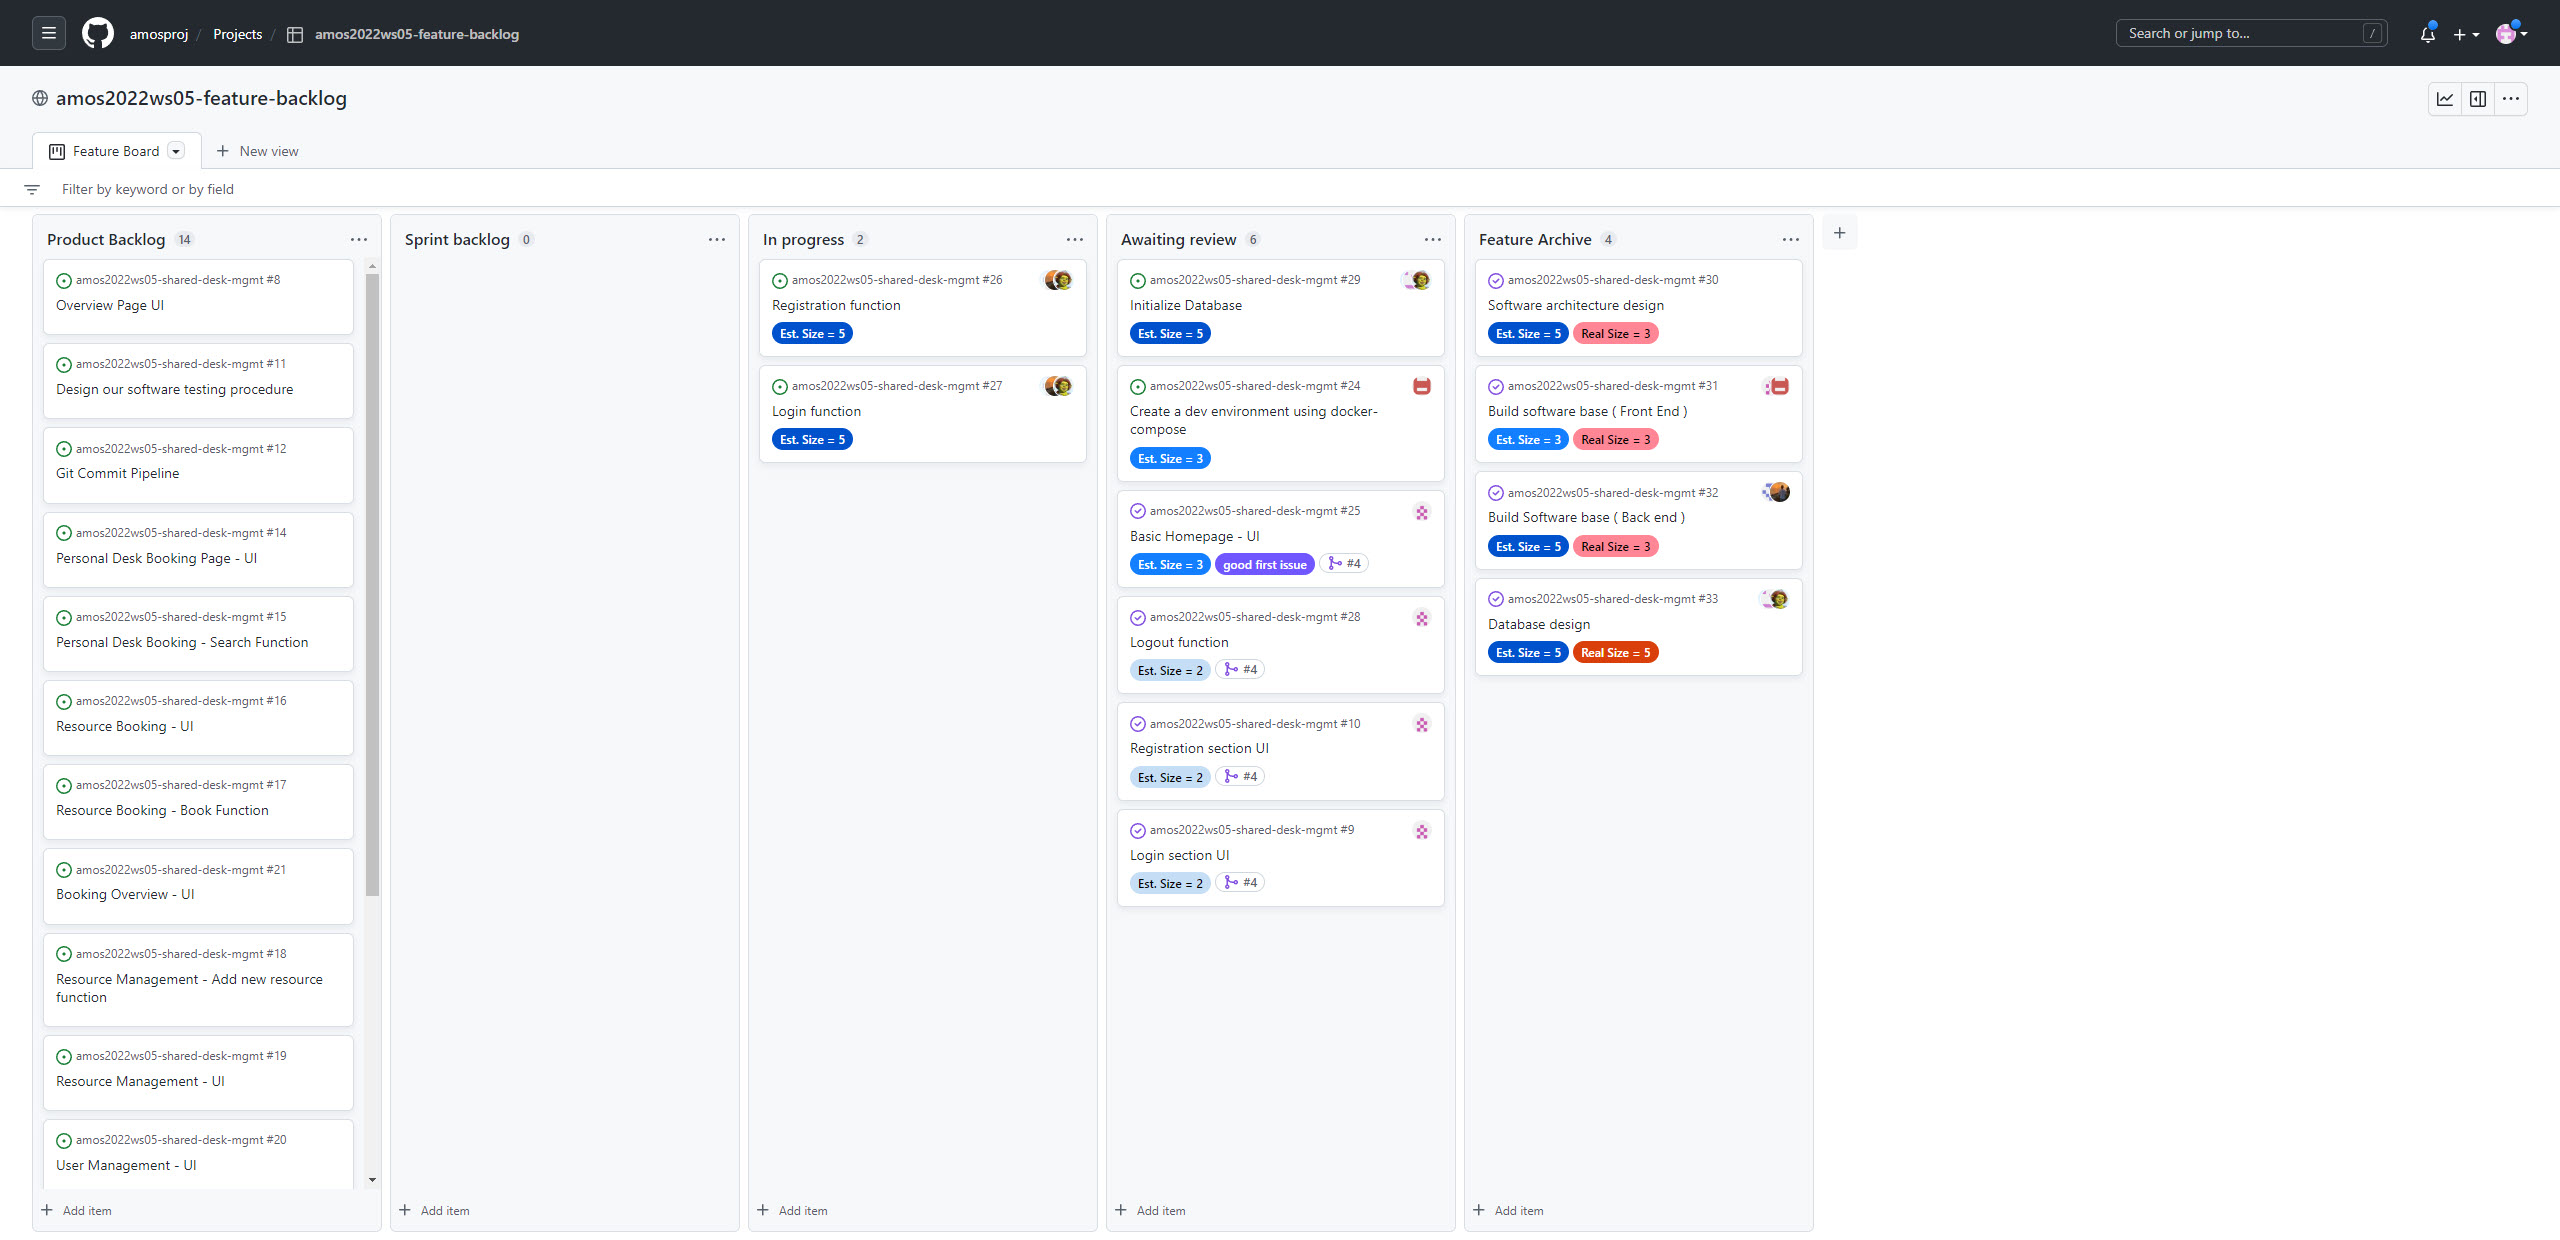 amosproj / Projects / amos2022ws05-feature-backlog
Search or jump to... /
amos2022ws05-feature-backlog
Feature Board
New view
Filter by keyword or by field
Product Backlog 14
amos2022ws05-shared-desk-mgmt #8
Overview Page UI
amos2022ws05-shared-desk-mgmt #11
Design our software testing procedure
amos2022ws05-shared-desk-mgmt #12
Git Commit Pipeline
amos2022ws05-shared-desk-mgmt #14
Personal Desk Booking Page - UI
amos2022ws05-shared-desk-mgmt #15
Personal Desk Booking - Search Function
amos2022ws05-shared-desk-mgmt #16
Resource Booking - UI
amos2022ws05-shared-desk-mgmt #17
Resource Booking - Book Function
amos2022ws05-shared-desk-mgmt #21
Booking Overview - UI
amos2022ws05-shared-desk-mgmt #18
Resource Management - Add new resource
function
amos2022ws05-shared-desk-mgmt #19
Resource Management - UI
amos2022ws05-shared-desk-mgmt #20
User Management - UI
Add item
Sprint backlog 0
Add item
In progress 2
amos2022ws05-shared-desk-mgmt #26
Registration function
Est. Size = 5
amos2022ws05-shared-desk-mgmt #27
Login function
Est. Size = 5
Add item
Awaiting review 6
amos2022ws05-shared-desk-mgmt #29
Initialize Database
Est. Size = 5
amos2022ws05-shared-desk-mgmt #24
Create a dev environment using docker-
compose
Est. Size = 3
amos2022ws05-shared-desk-mgmt #25
Basic Homepage - UI
Est. Size = 3 good first issue #4
amos2022ws05-shared-desk-mgmt #28
Logout function
Est. Size = 2 #4
amos2022ws05-shared-desk-mgmt #10
Registration section UI
Est. Size = 2 #4
amos2022ws05-shared-desk-mgmt #9
Login section UI
Est. Size = 2 #4
Add item
Feature Archive 4
amos2022ws05-shared-desk-mgmt #30
Software architecture design
Est. Size = 5 Real Size = 3
amos2022ws05-shared-desk-mgmt #31
Build software base ( Front End )
Est. Size = 3 Real Size = 3
amos2022ws05-shared-desk-mgmt #32
Build Software base ( Back end )
Est. Size = 5 Real Size = 3
amos2022ws05-shared-desk-mgmt #33
Database design
Est. Size = 5 Real Size = 5
Add item